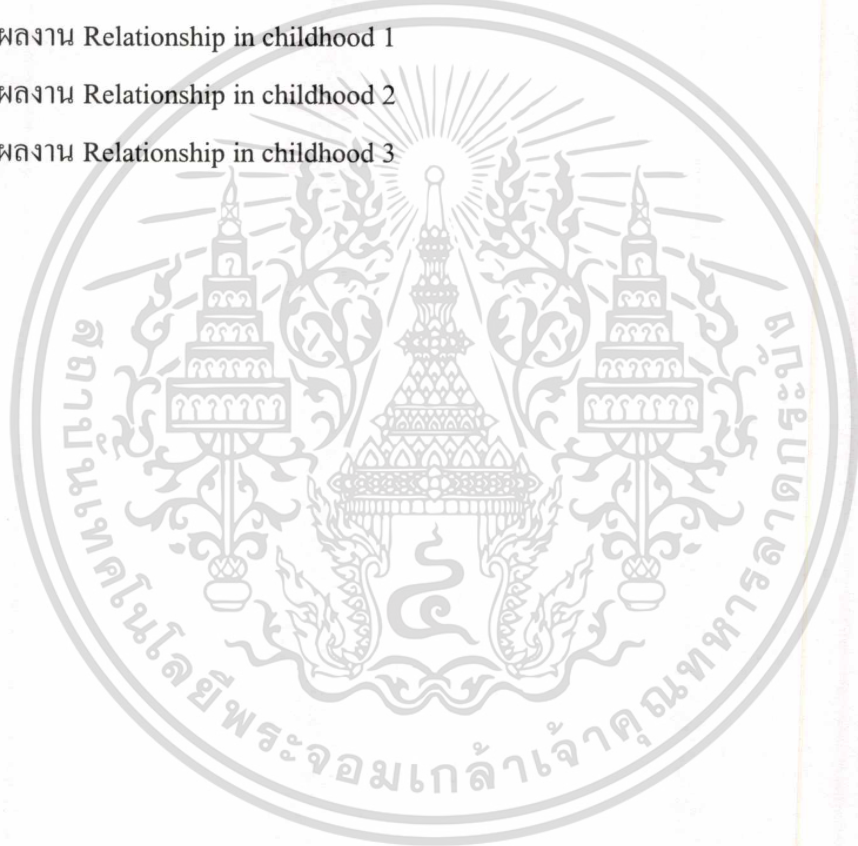 ผลงาน Relationship in childhood 1
ผลงาน Relationship in childhood 2
ผลงาน Relationship in childhood 3
สถาบันเทคโนโลยีพระจอมเกล้าเจ้าคุณทหารลาดกระบัง
๔